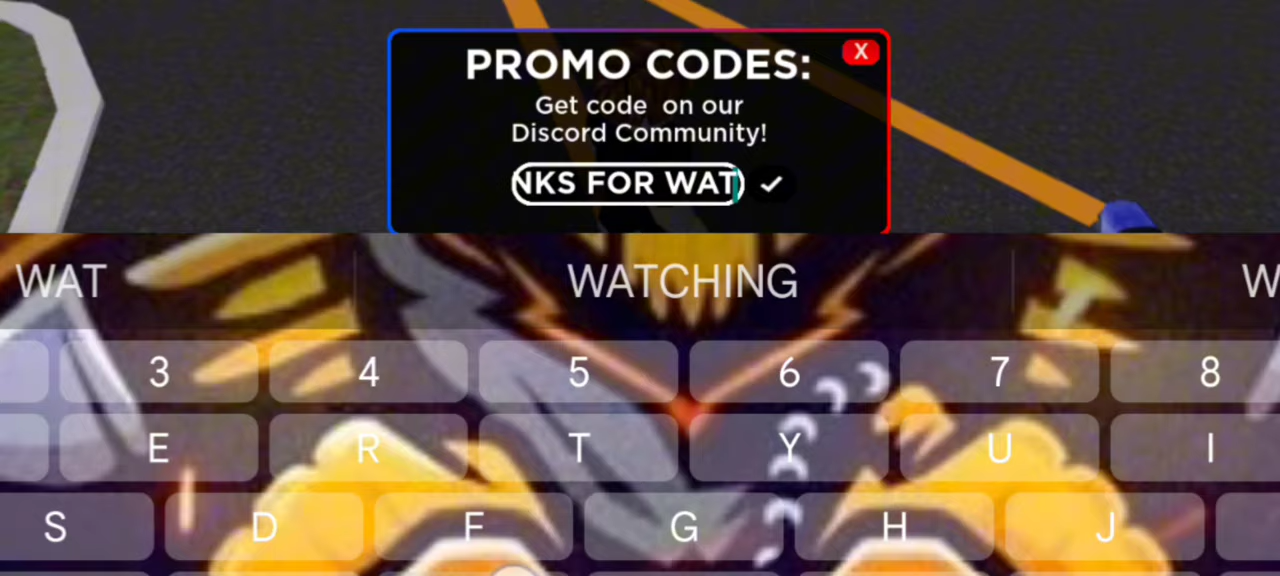 PROMO CODES:
X
Get code on our
Discord Community!
NKS FOR WAT
WAT WATCHING W
3 4 5 6 7 8
E R T Y U I
S D F G H J